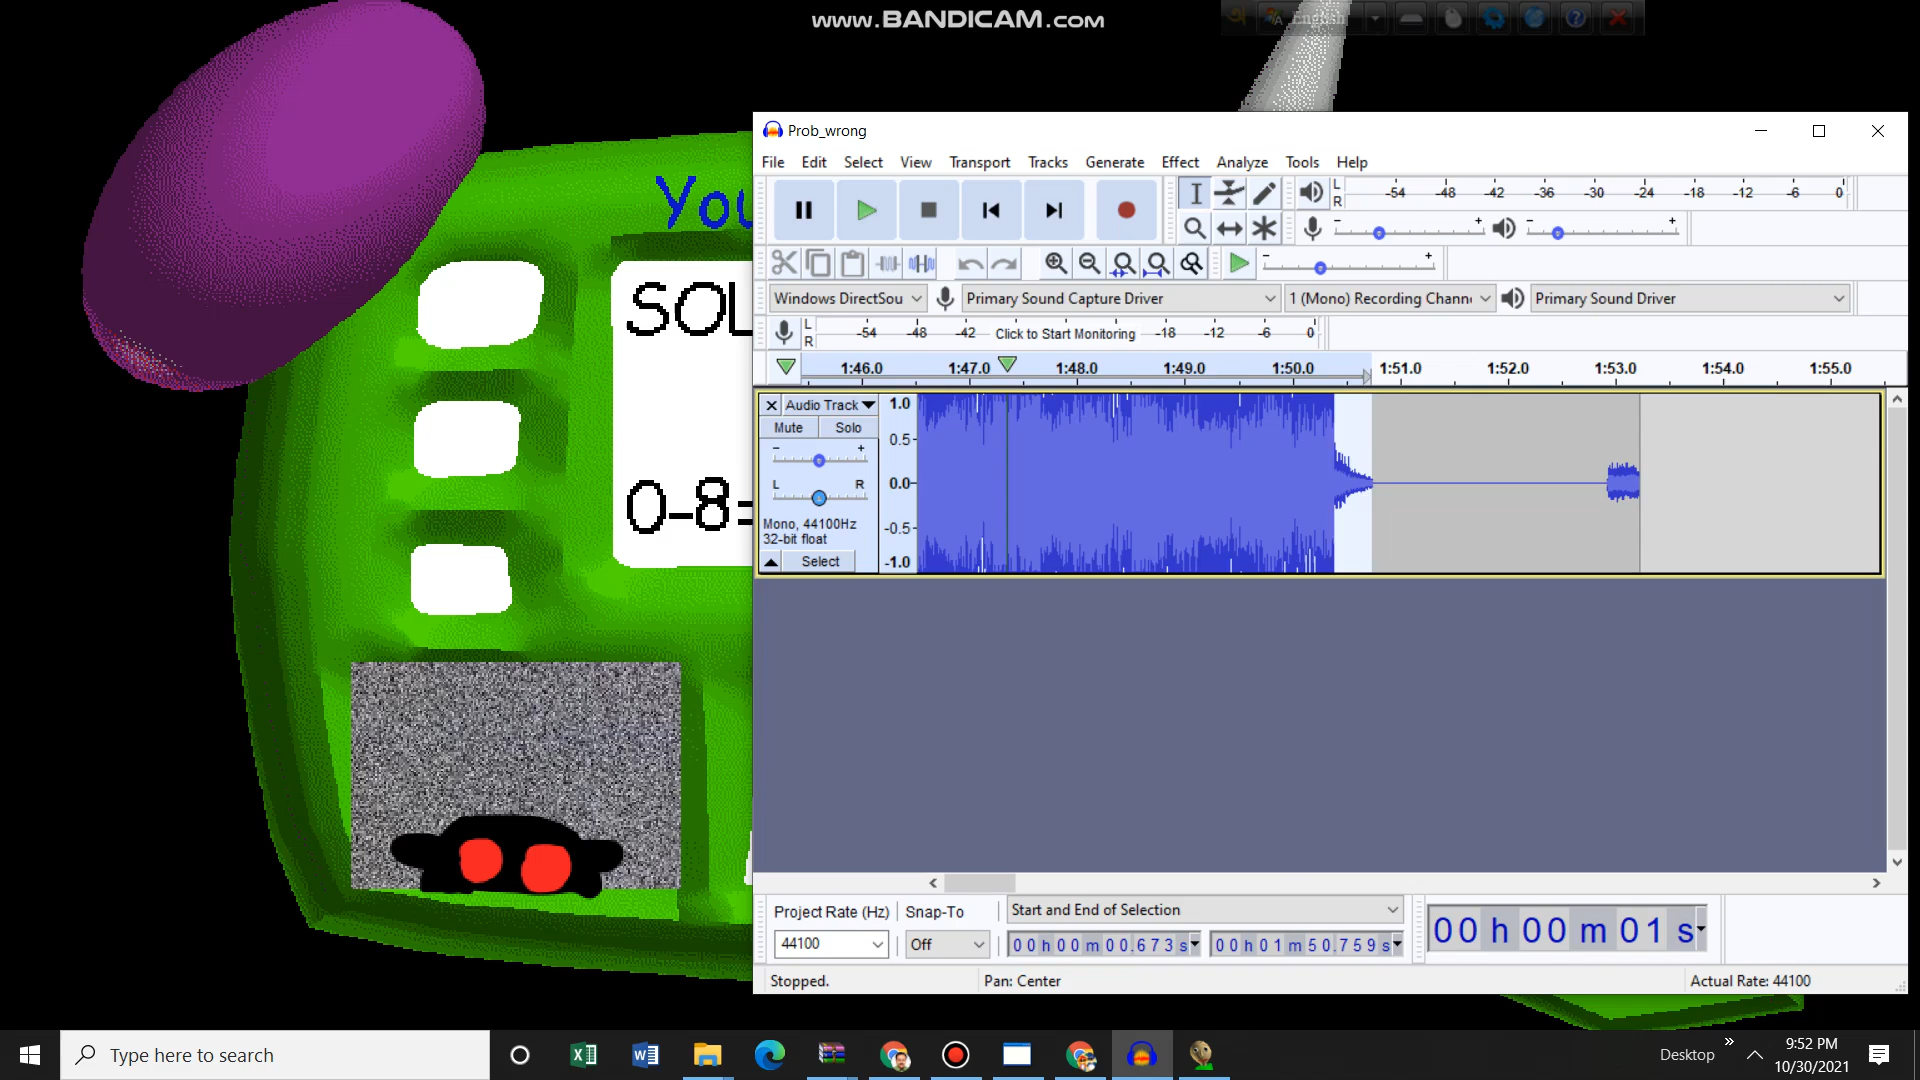 www.BANDICAM.com
English
You
SOL
0-8=
Prob_wrong
File Edit Select View Transport Tracks Generate Effect Analyze Tools Help
L R -54 -48 -42 -36 -30 -24 -18 -12 -6 0
Windows DirectSou Primary Sound Capture Driver 1 (Mono) Recording Chann Primary Sound Driver
L R -54 -48 -42 Click to Start Monitoring -18 -12 -6 0
1:46.0 1:47.0 1:48.0 1:49.0 1:50.0 1:51.0 1:52.0 1:53.0 1:54.0 1:55.0
Audio Track 1.0
Mute Solo
0.5
L R 0.0
Mono, 44100Hz -0.5
32-bit float
Select -1.0
Project Rate (Hz) Snap-To Start and End of Selection
44100 Off 00 h 00 m 00.673 s 00 h 01 m 50.759 s 00 h 00 m 01 s
Stopped. Pan: Center Actual Rate: 44100
Type here to search Desktop 9:52 PM
10/30/2021